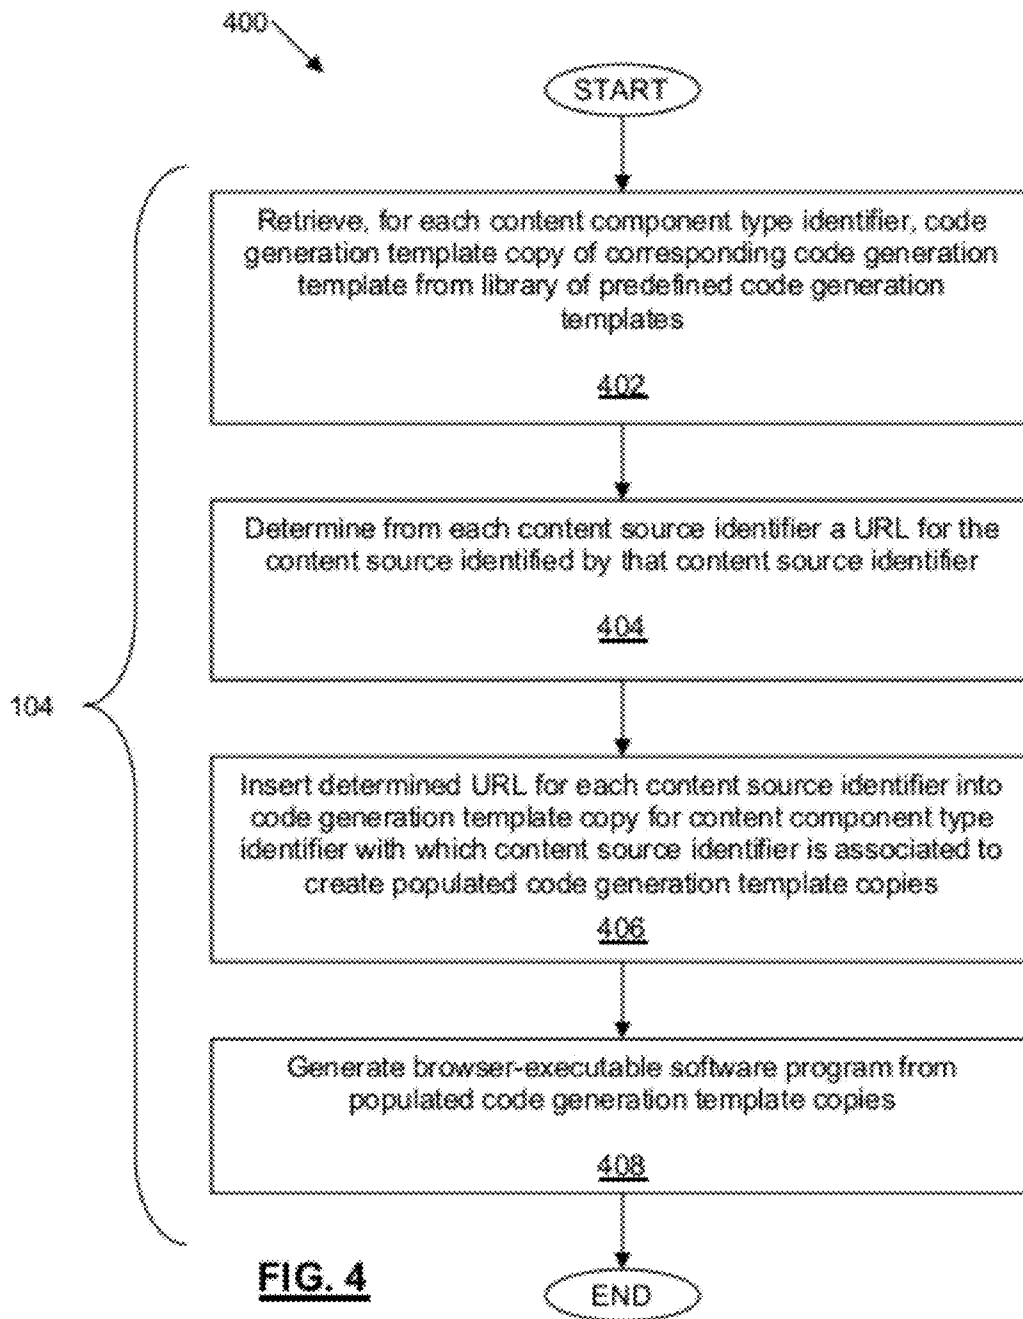 400
START
Retrieve, for each content component type identifier, code
generation template copy of corresponding code generation
template from library of predefined code generation
templates
402
Determine from each content source identifier a URL for the
content source identified by that content source identifier
404
104
Insert determined URL for each content source identifier into
code generation template copy for content component type
identifier with which content source identifier is associated to
create populated code generation template copies
406
Generate browser-executable software program from
populated code generation template copies
408
FIG. 4
END